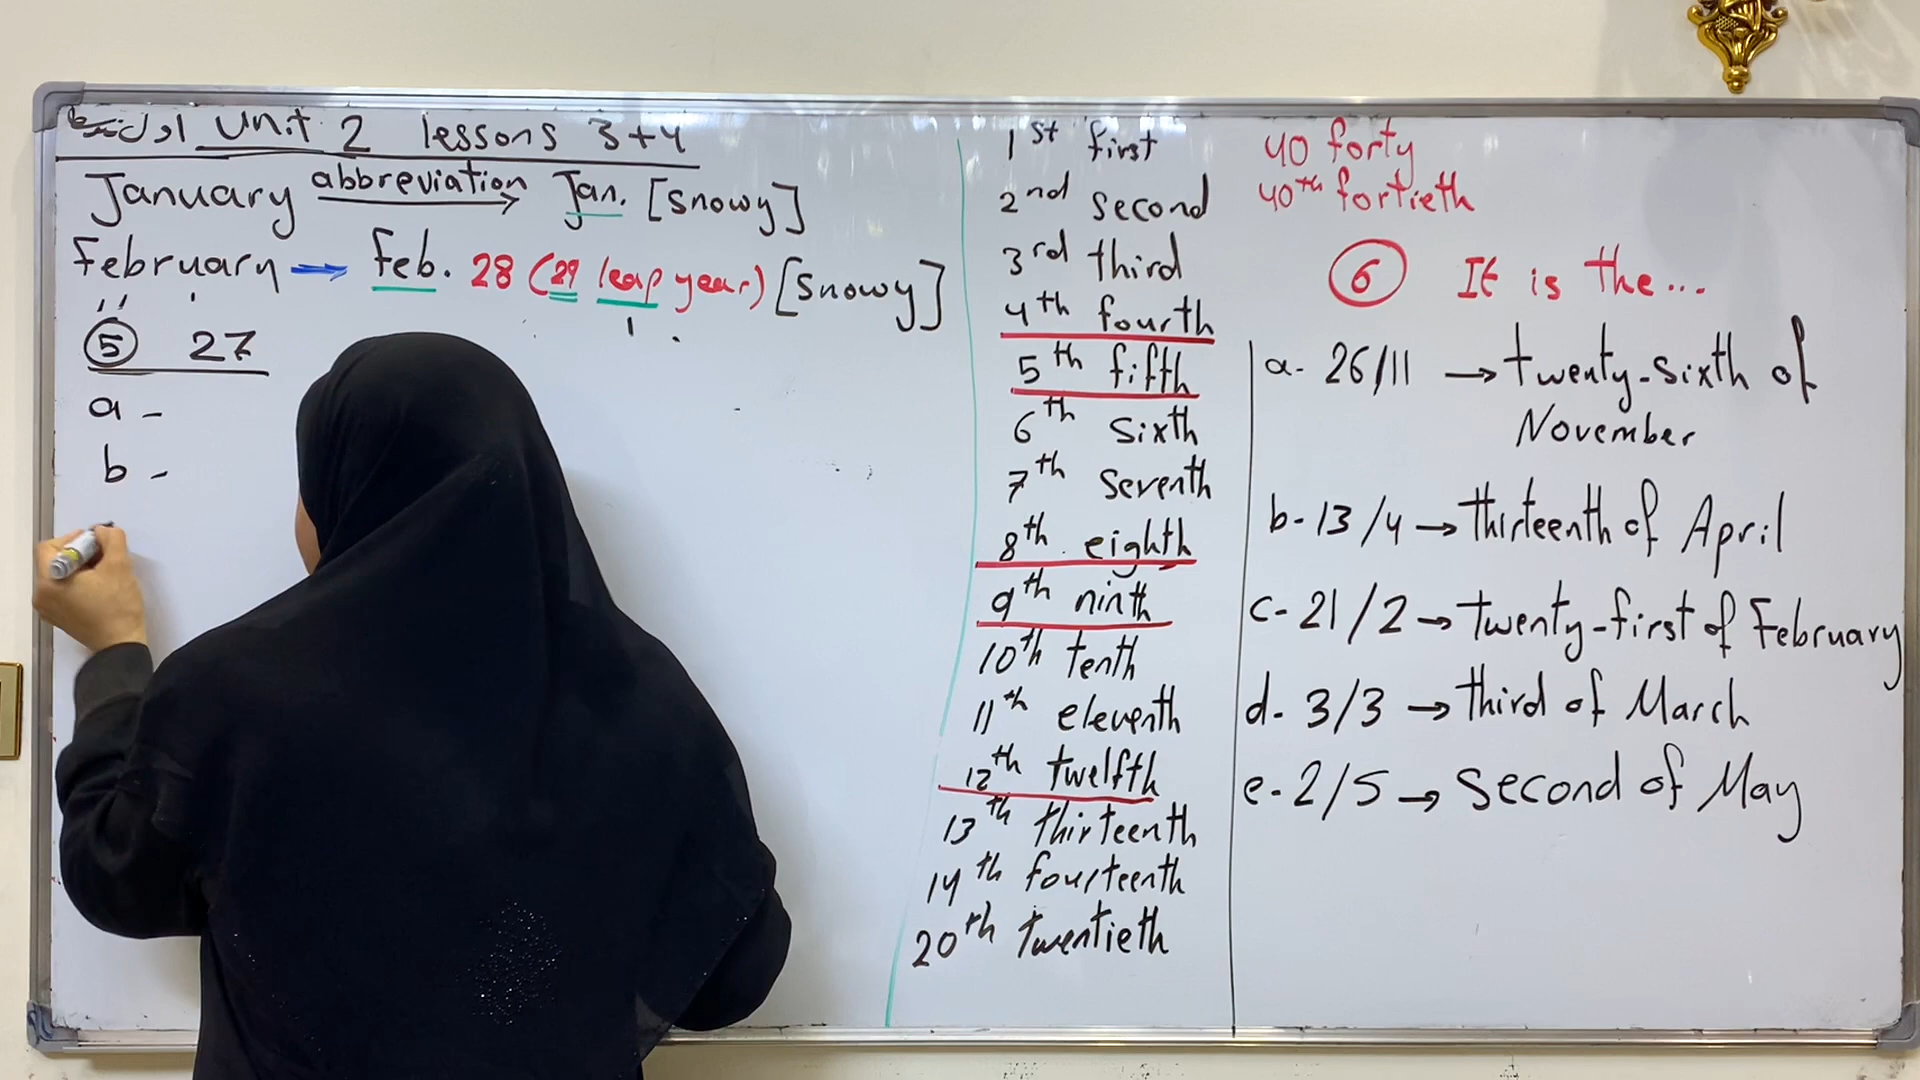 اول Unit 2 lessons 3+4
January abbreviation → Jan. [snowy]
February → Feb. 28 (29 leap year) [snowy]
⑤ 27
a -
b -
1st first
2nd second
3rd third
4th fourth
5th fifth
6th sixth
7th seventh
8th eighth
9th ninth
10th tenth
11th eleventh
12th twelfth
13th thirteenth
14th fourteenth
20th twentieth
40 forty
40th fortieth
⑥ It is the...
a- 26/11 → twenty-sixth of
November
b- 13/4 → thirteenth of April
c- 21/2 → twenty-first of February
d- 3/3 → third of March
e- 2/5 → second of May